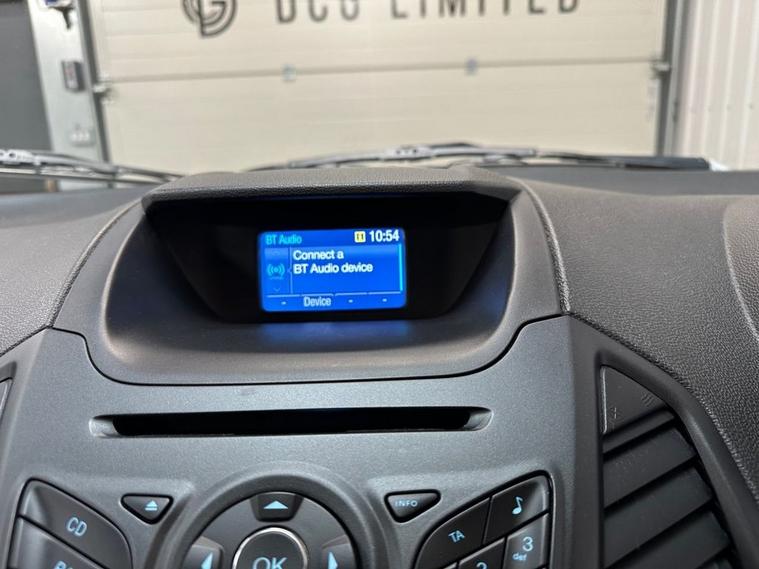 DCG LIMITED
BT Audio
10:54
Connect a
BT Audio device
Device
CD
INFO
TA
def
3
OK